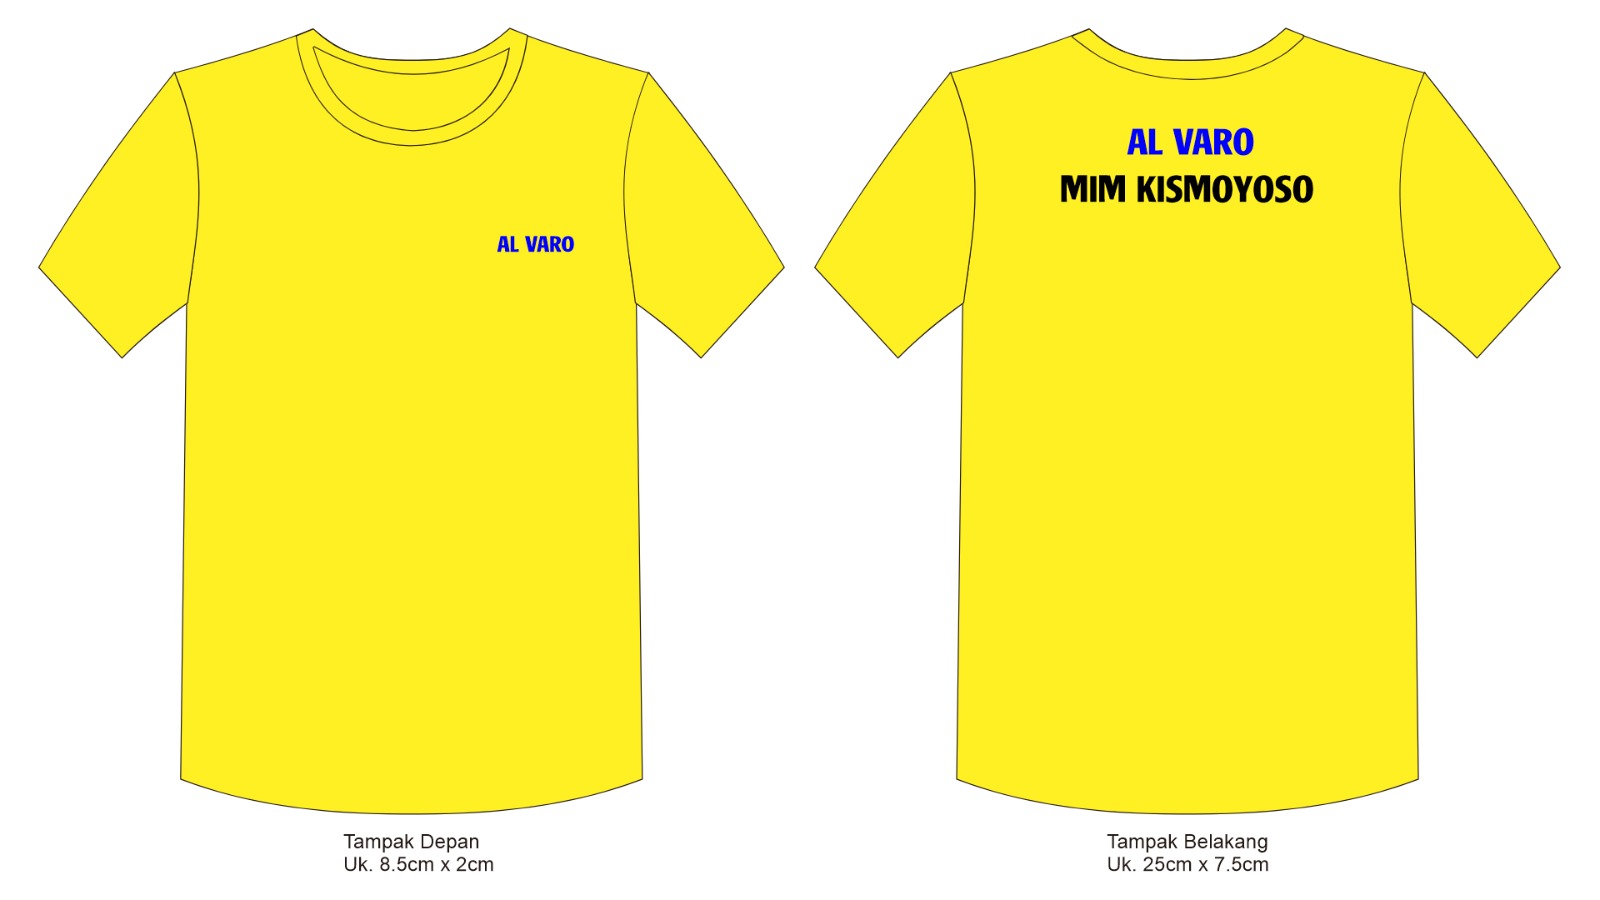 AL VARO
AL VARO
MIM KISMOYOSO
Tampak Depan
Uk. 8.5cm x 2cm
Tampak Belakang
Uk. 25cm x 7.5cm